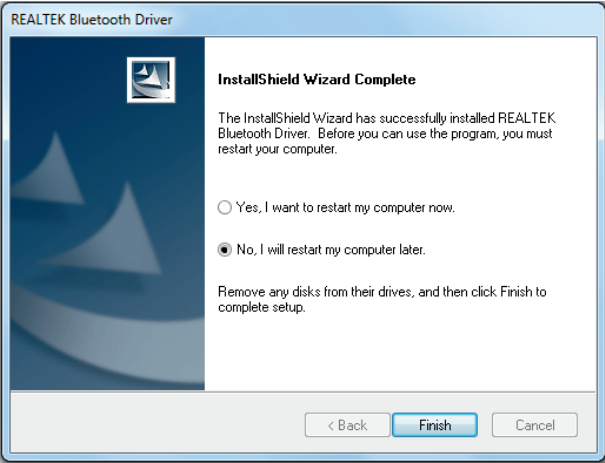 REALTEK Bluetooth Driver
InstallShield Wizard Complete
The InstallShield Wizard has successfully installed REALTEK
Bluetooth Driver.  Before you can use the program, you must
restart your computer.
Yes, I want to restart my computer now.
No, I will restart my computer later.
Remove any disks from their drives, and then click Finish to
complete setup.
< Back
Finish
Cancel